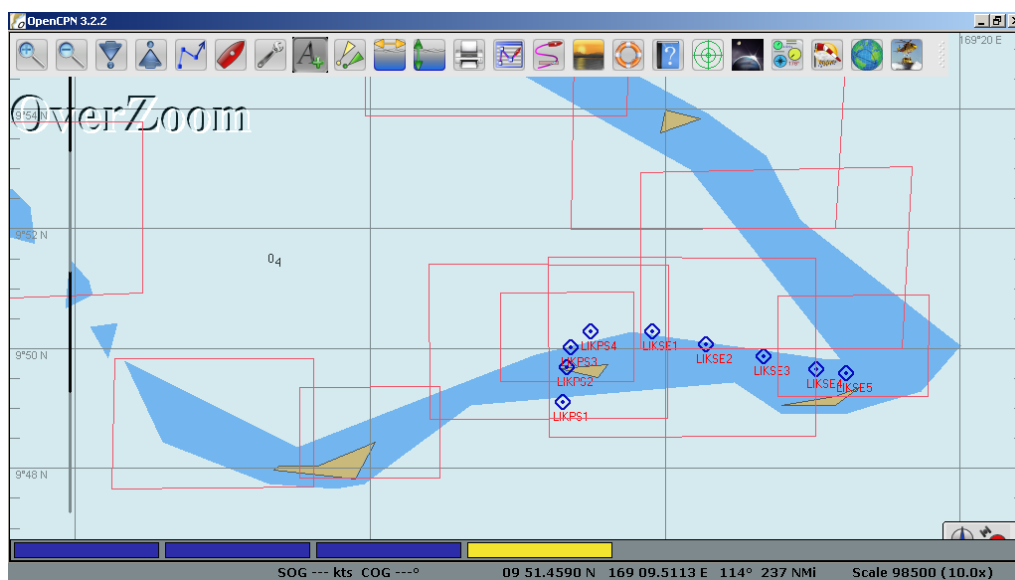 OpenCPN 3.2.2
169°20 E
9°54 N
OverZoom
9°52 N
04
LIKPS4
LIKSE1
LIKSE2
9°50 N
LIKPS3
LIKSE3
LIKPS2
LIKSE4
LIKSE5
LIKPS1
9°48 N
SOG --- kts COG ---° 09 51.4590 N 169 09.5113 E 114° 237 NMi Scale 98500 (10.0x)